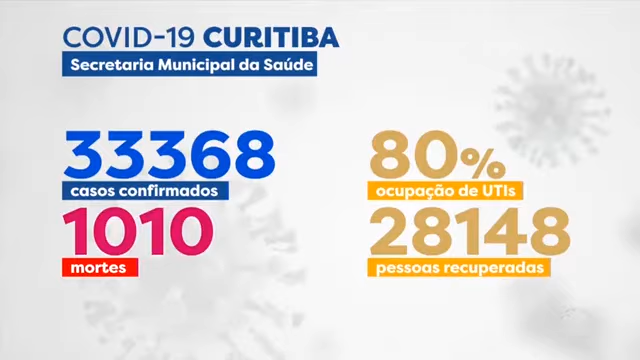 COVID-19 CURITIBA
Secretaria Municipal da Saúde
33368
casos confirmados
1010
mortes
80%
ocupação de UTIs
28148
pessoas recuperadas